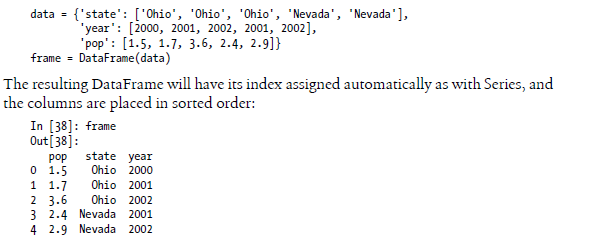 data = {'state': ['Ohio', 'Ohio', 'Ohio', 'Nevada', 'Nevada'],
'year': [2000, 2001, 2002, 2001, 2002],
'pop': [1.5, 1.7, 3.6, 2.4, 2.9]}
frame = DataFrame(data)
The resulting DataFrame will have its index assigned automatically as with Series, and
the columns are placed in sorted order:
In [38]: frame
Out[38]:
pop state year
0 1.5 Ohio 2000
1 1.7 Ohio 2001
2 3.6 Ohio 2002
3 2.4 Nevada 2001
4 2.9 Nevada 2002